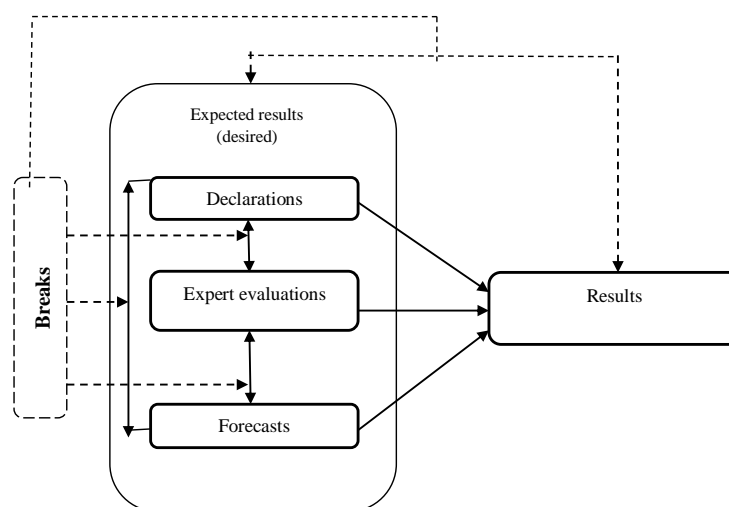 Expected results
(desired)
Declarations
Expert evaluations
Forecasts
Breaks
Results